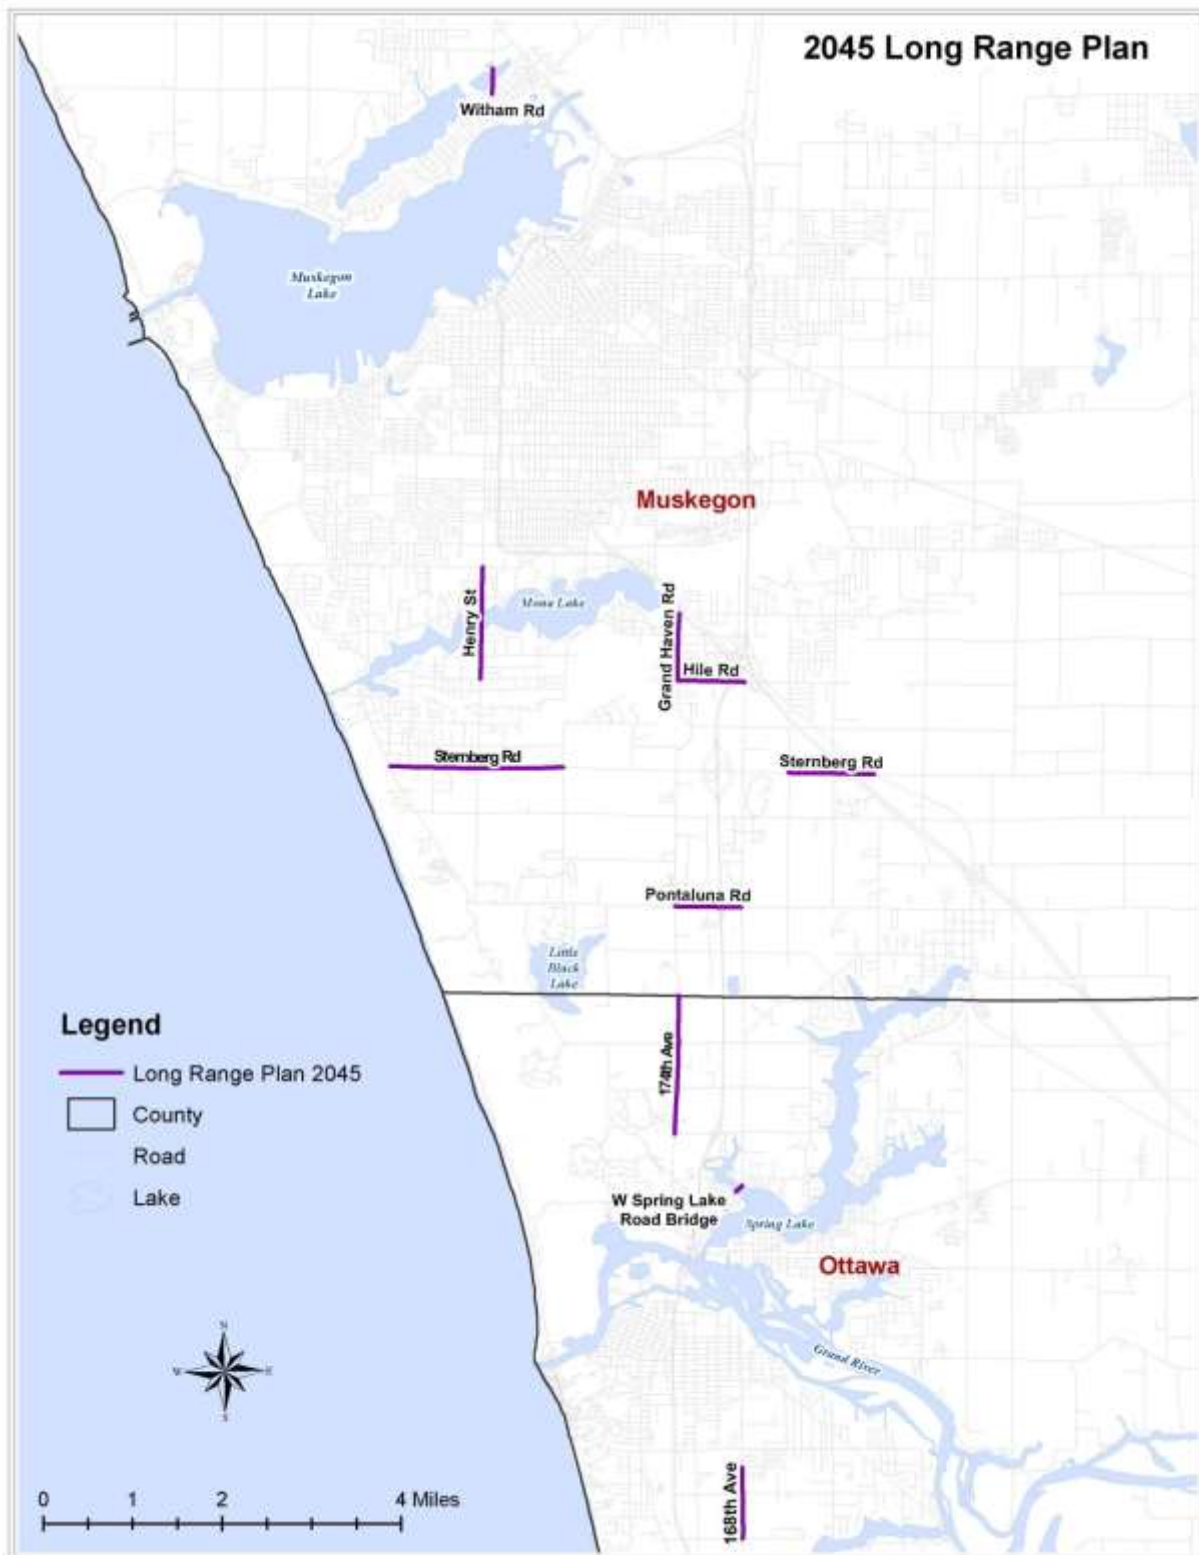 2045 Long Range Plan
Witham Rd
Muskegon
Lake
Muskegon
Henry St
Mona Lake
Grand Haven Rd
Hile Rd
Sternberg Rd
Sternberg Rd
Pontaluna Rd
Little
Black
Lake
174th Ave
Legend
Long Range Plan 2045
County
Road
Lake
W Spring Lake
Road Bridge
Spring Lake
Ottawa
Grand River
N
W
E
S
168th Ave
0 1 2 4 Miles